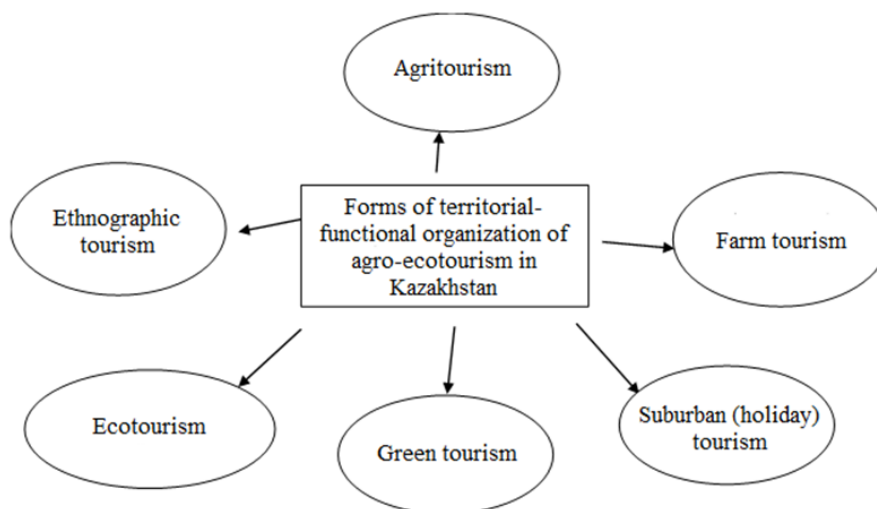 Agritourism
Ethnographic
tourism
Forms of territorial-
functional organization of
agro-ecotourism in
Kazakhstan
Farm tourism
Ecotourism
Green tourism
Suburban (holiday)
tourism